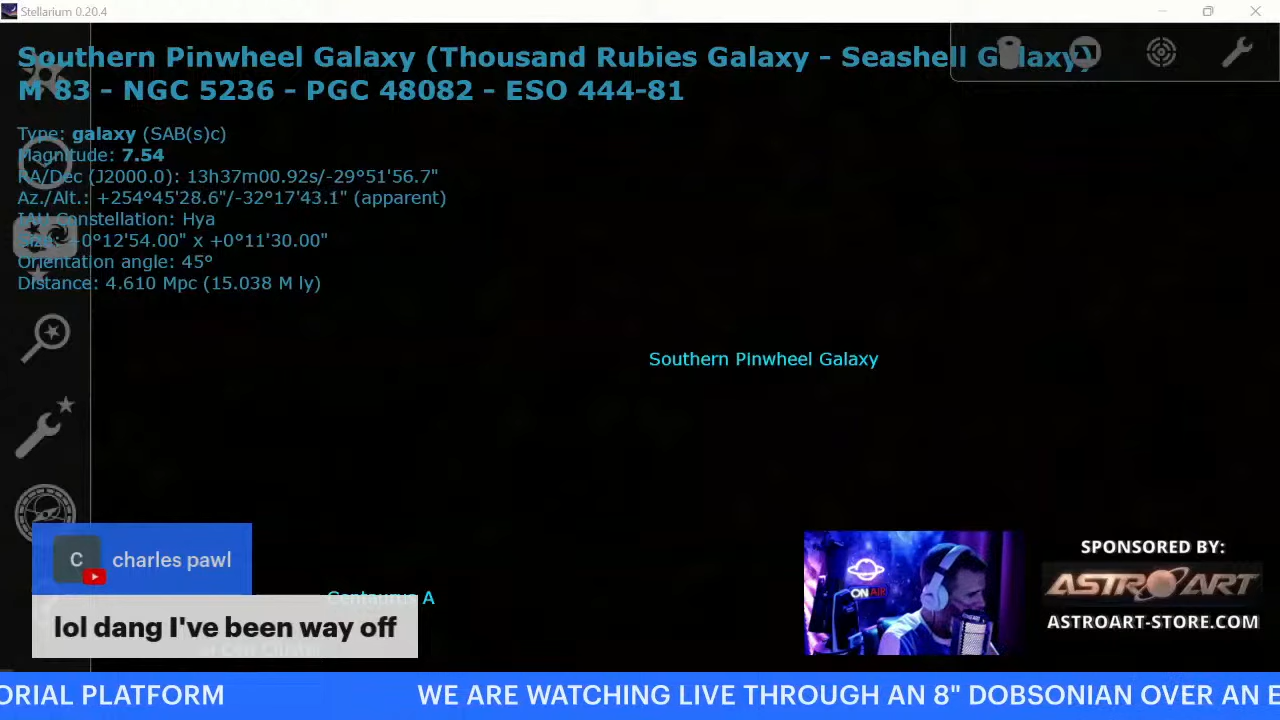 Stellarium 0.20.4
Southern Pinwheel Galaxy (Thousand Rubies Galaxy - Seashell Galaxy)
M 83 - NGC 5236 - PGC 48082 - ESO 444-81
Type: galaxy (SAB(s)c)
Magnitude: 7.54
RA/Dec (J2000.0): 13h37m00.92s/-29°51'56.7"
Az./Alt.: +254°45'28.6"/-32°17'43.1" (apparent)
IAU Constellation: Hya
Size: +0°12'54.00" x +0°11'30.00"
Orientation angle: 45°
Distance: 4.610 Mpc (15.038 M ly)
Southern Pinwheel Galaxy
C charles pawl
Centaurus A
lol dang I've been way off
ON AIR
SPONSORED BY:
ASTROART
ASTROART-STORE.COM
ORIAL PLATFORM WE ARE WATCHING LIVE THROUGH AN 8" DOBSONIAN OVER AN E